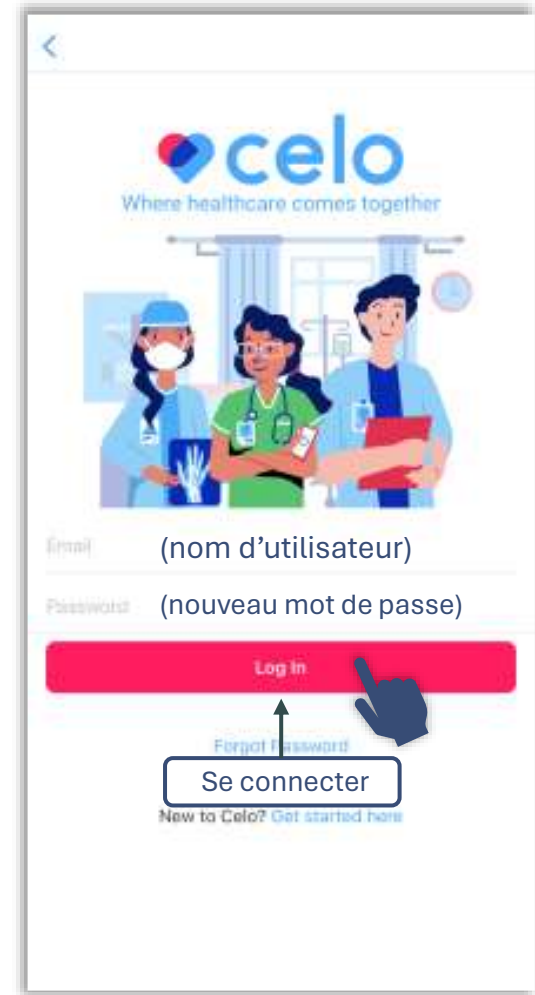 celo
Where healthcare comes together
Email (nom d’utilisateur)
Password (nouveau mot de passe)
Log In
Forgot Password
Se connecter
New to Celo? Get started here